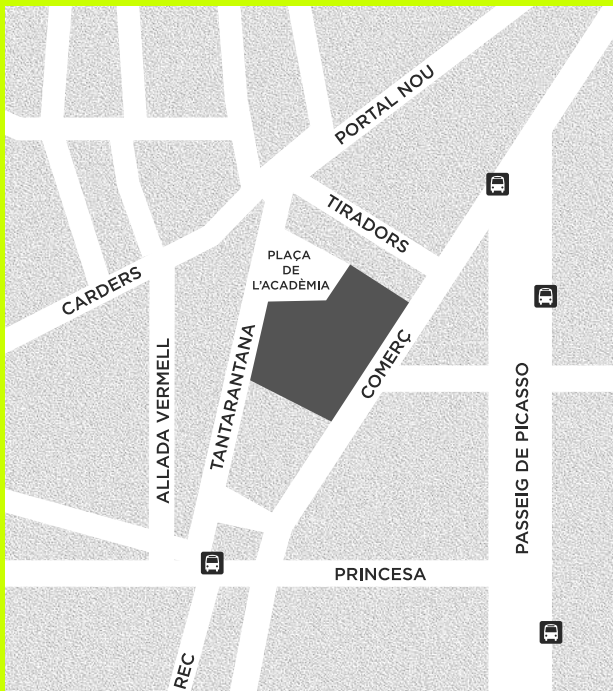 PORTAL NOU
TIRADORS
PLAÇA
DE
L'ACADÈMIA
CARDERS
COMERÇ
ALLADA VERMELL
TANTARANTANA
PASSEIG DE PICASSO
PRINCESA
REC